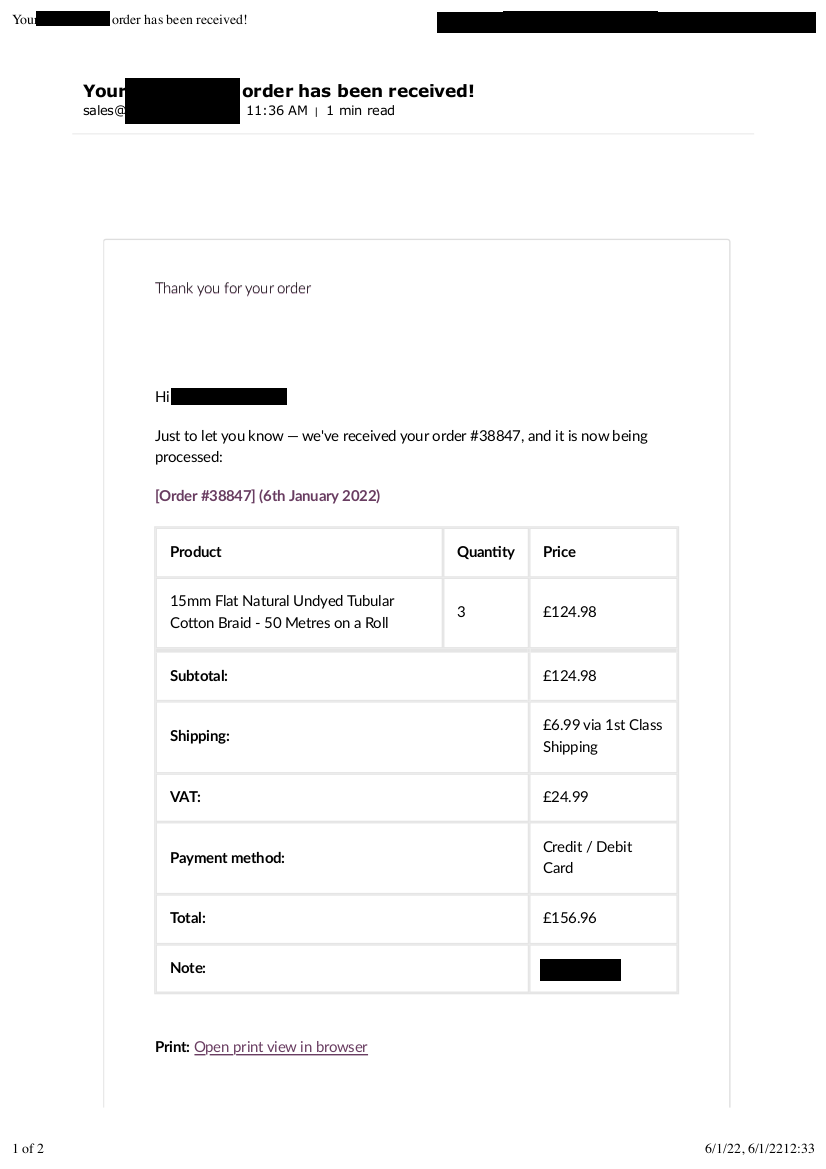 Your order has been received!
Your order has been received!
sales@ 11:36 AM | 1 min read
Thank you for your order
Hi
Just to let you know — we've received your order #38847, and it is now being
processed:
[Order #38847] (6th January 2022)
Product Quantity Price
15mm Flat Natural Undyed Tubular
Cotton Braid - 50 Metres on a Roll
3 £124.98
Subtotal: £124.98
Shipping: £6.99 via 1st Class
Shipping
VAT: £24.99
Payment method: Credit / Debit
Card
Total: £156.96
Note:
Print: Open print view in browser
1 of 2 6/1/22, 6/1/2212:33